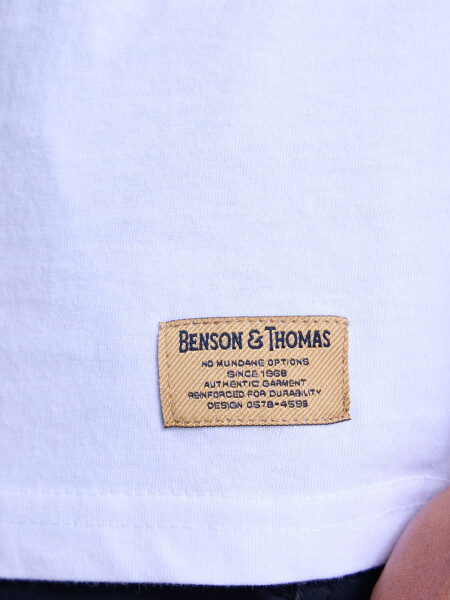 BENSON & THOMAS
NO MUNDANE OPTIONS
SINCE 1968
AUTHENTIC GARMENT
REINFORCED FOR DURABILITY
DESIGN 0578-4598